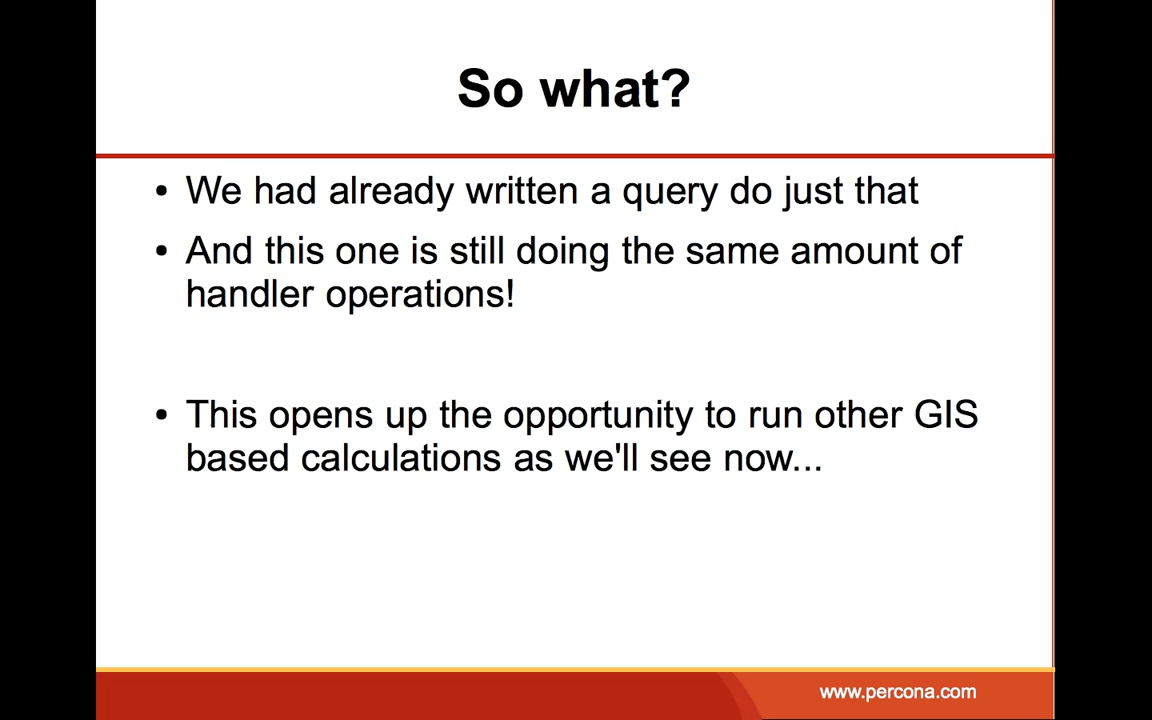 So what?
• We had already written a query do just that
• And this one is still doing the same amount of
handler operations!
• This opens up the opportunity to run other GIS
based calculations as we'll see now...
www.percona.com